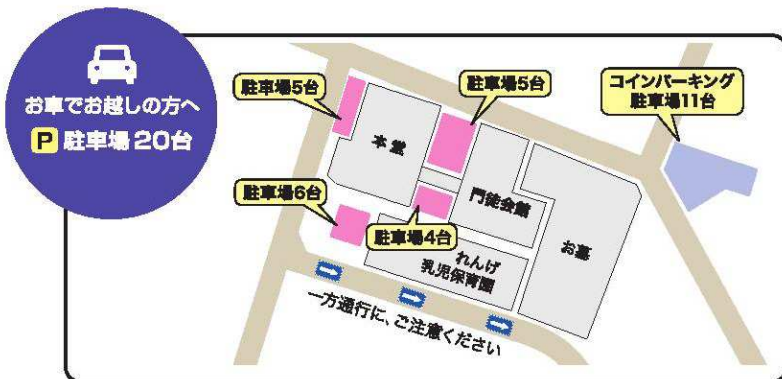 お車でお越しの方へ
P 駐車場 20台
駐車場5台
駐車場5台
コインパーキング
駐車場11台
本堂
門徒会館
駐車場6台
駐車場4台
お墓
れんげ
乳児保育園
一方通行に、ご注意ください